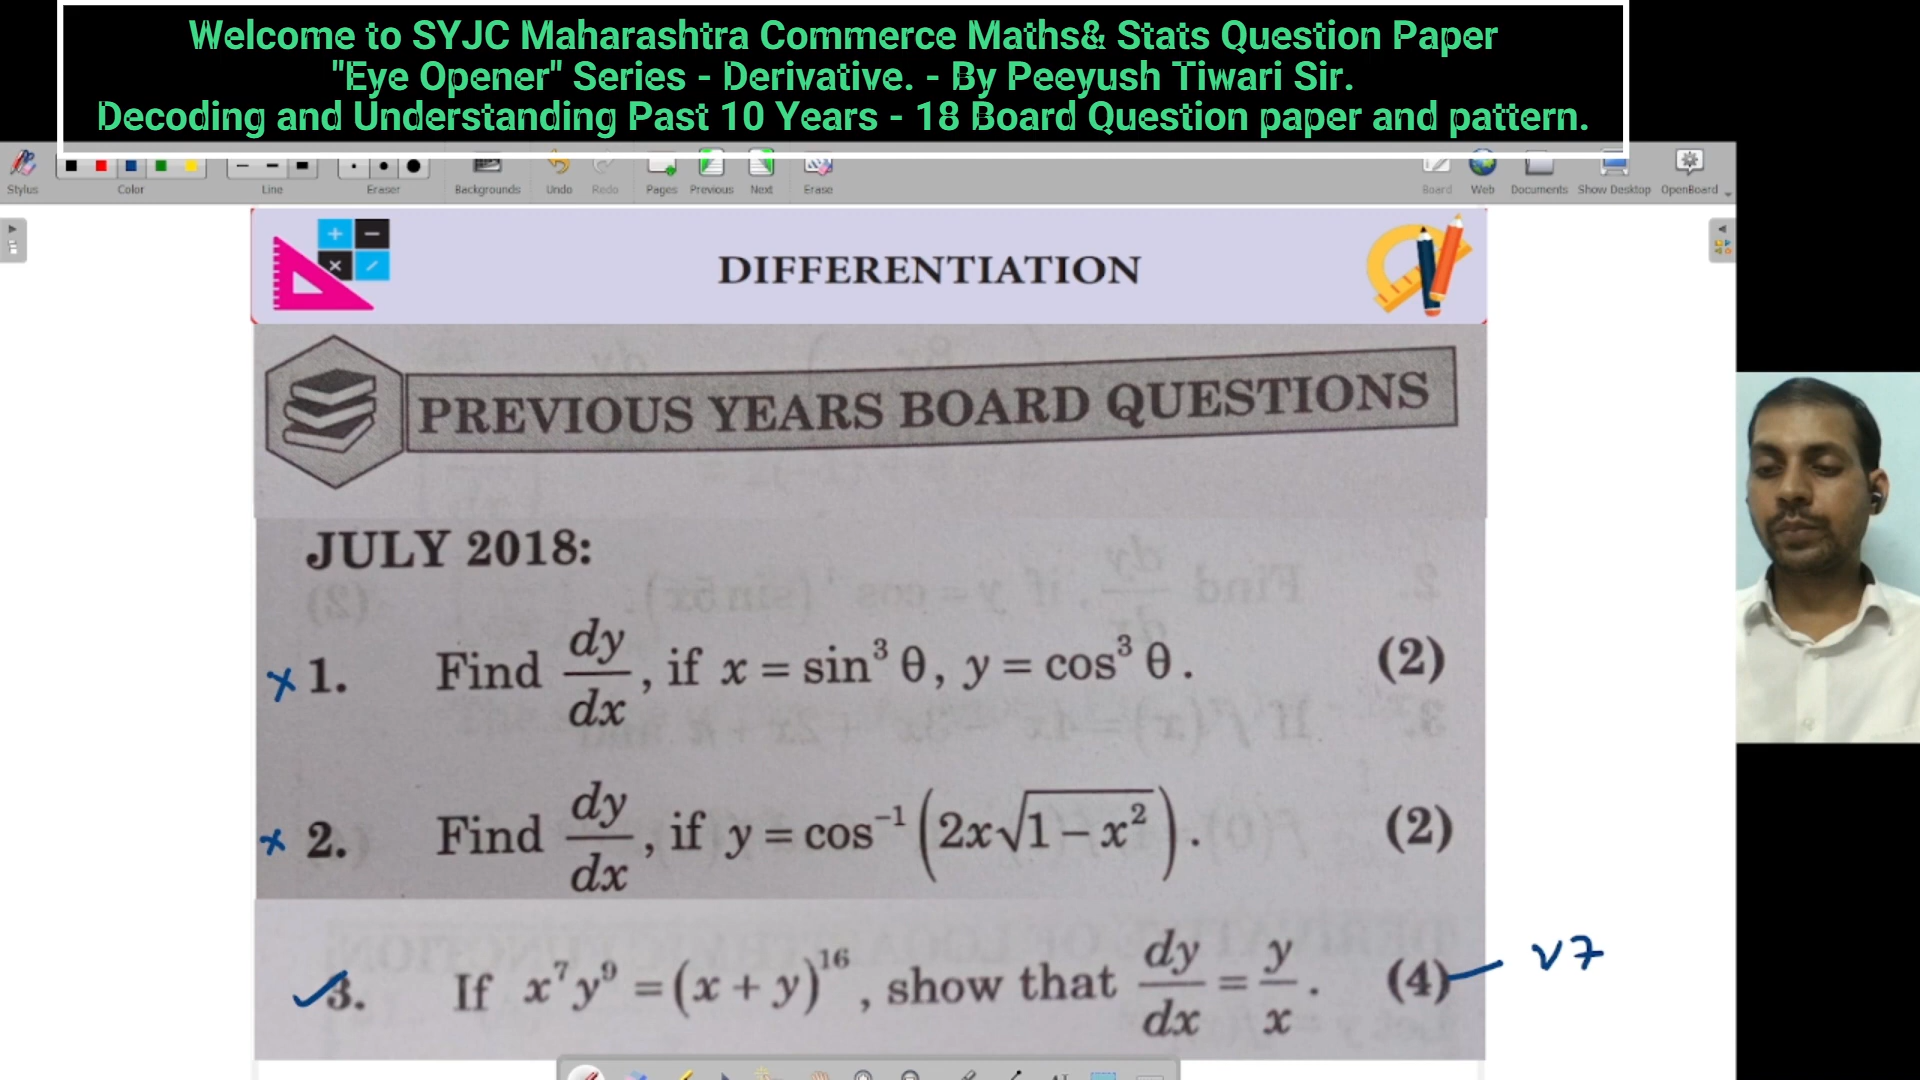 Welcome to SYJC Maharashtra Commerce Maths& Stats Question Paper
"Eye Opener" Series - Derivative. - By Peeyush Tiwari Sir.
Decoding and Understanding Past 10 Years - 18 Board Question paper and pattern.
Stylus Color Line Eraser Backgrounds Undo Redo Pages Previous Next Erase Board Web Documents Show Desktop OpenBoard
DIFFERENTIATION
PREVIOUS YEARS BOARD QUESTIONS
JULY 2018:
x 1. Find dy/dx, if x = sin³ θ, y = cos³ θ. (2)
x 2. Find dy/dx, if y = cos⁻¹ (2x√(1 – x²)). (2)
✓3. If x⁷y⁹ = (x + y)¹⁶, show that dy/dx = y/x. (4) — v7